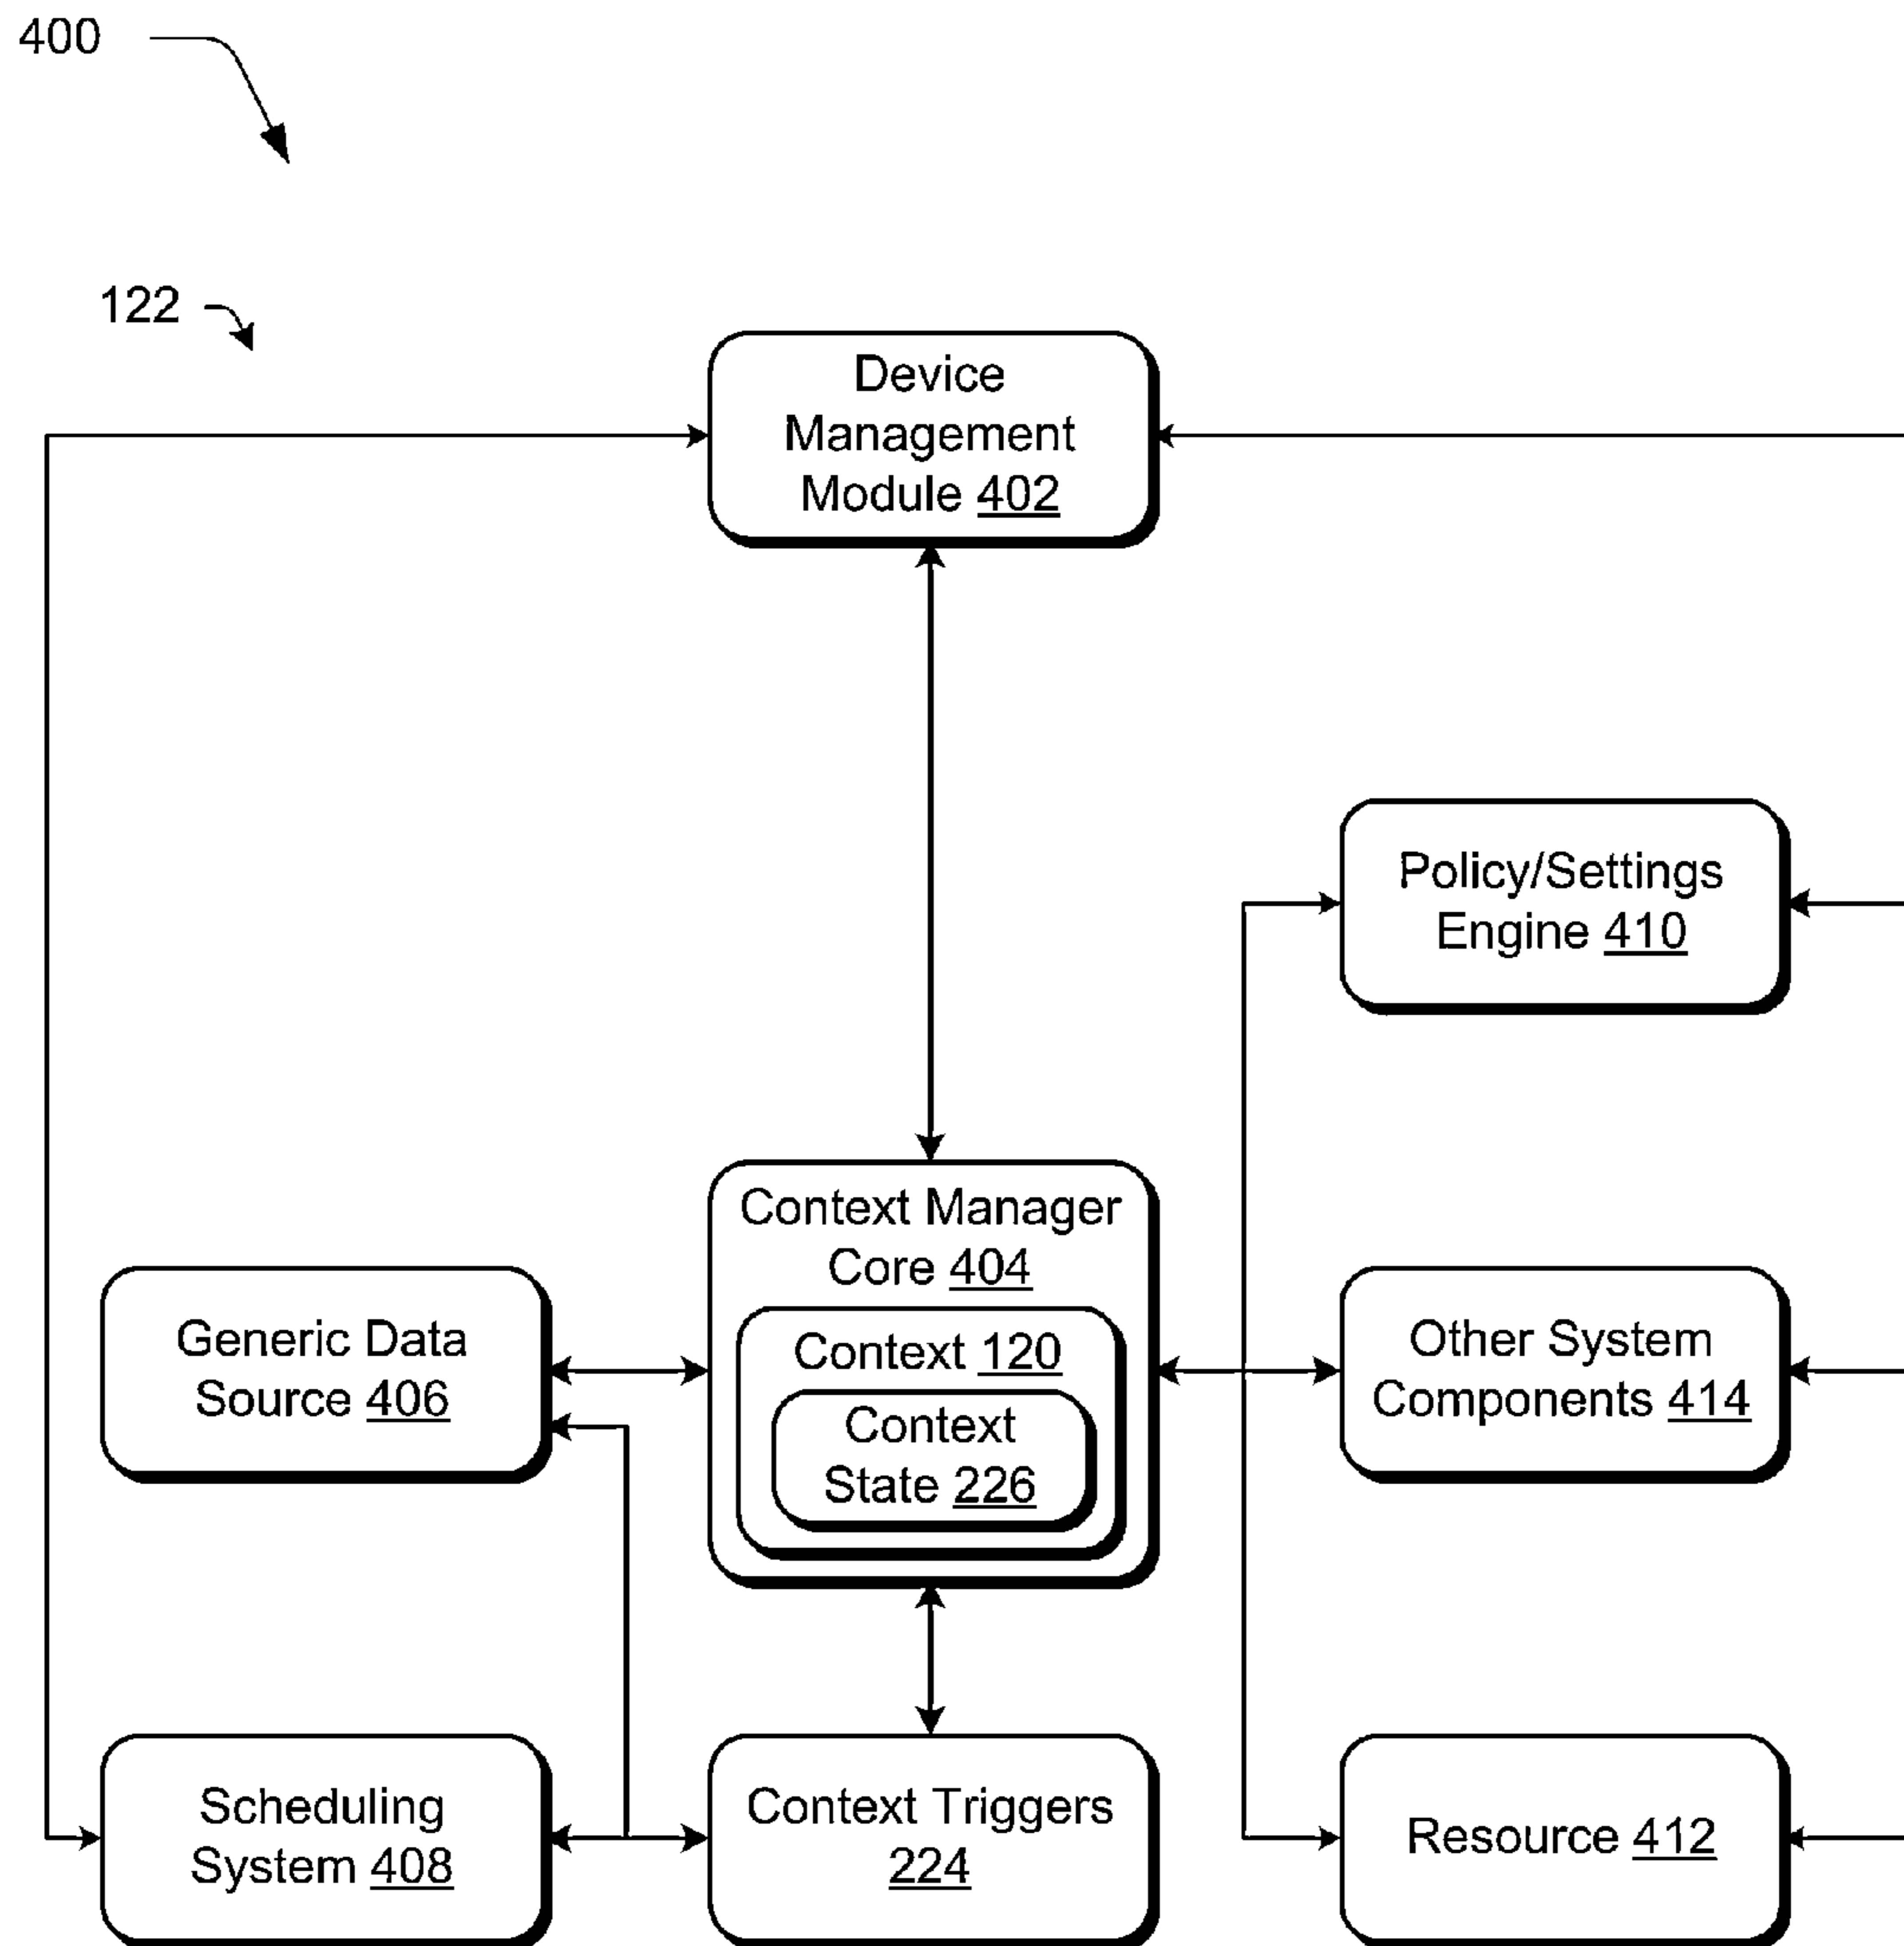 400
122
Device
Management
Module 402
Policy/Settings
Engine 410
Context Manager
Core 404
Generic Data
Source 406
Context 120
Context
State 226
Other System
Components 414
Scheduling
System 408
Context Triggers
224
Resource 412